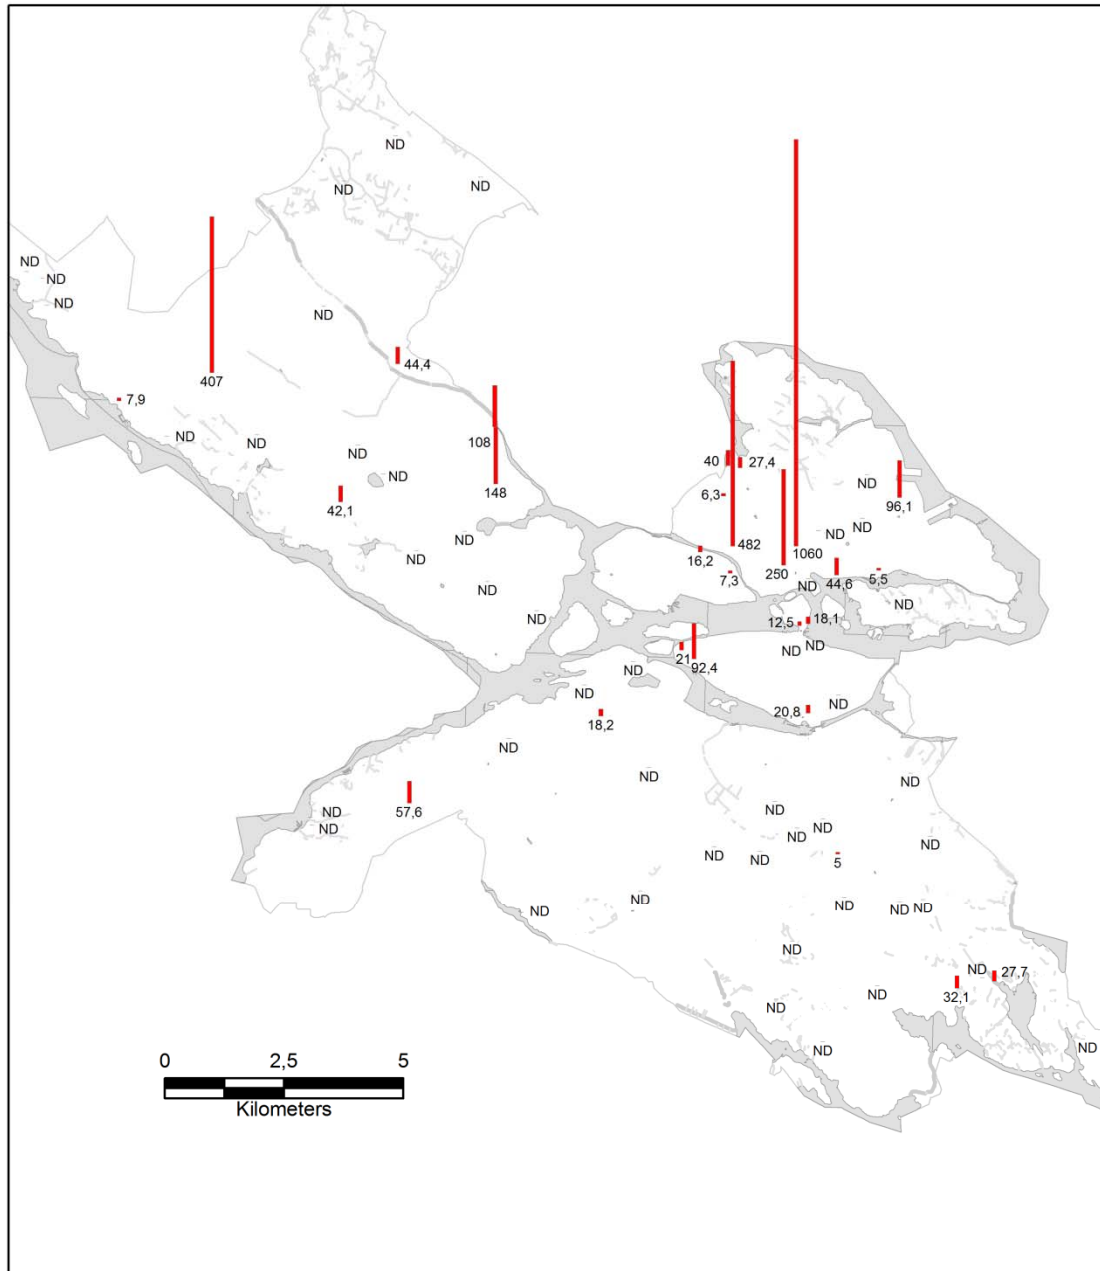 ND
ND
ND
ND
ND
ND
ND
44,4
407
7,9
ND
ND
ND
ND
108
148
42,1
40
27,4
6,3
ND
96,1
ND
ND
ND
ND
482
1060
16,2
7,3
250
44,6
5,5
ND
ND
ND
ND
12,5
18,1
ND
ND
21
92,4
ND
ND
18,2
20,8
ND
ND
ND
ND
57,6
ND
ND
ND
ND
ND
ND
ND
ND
5
ND
ND
ND
ND
ND
ND
ND
ND
27,7
32,1
ND
ND
ND
ND
0 2,5 5
Kilometers